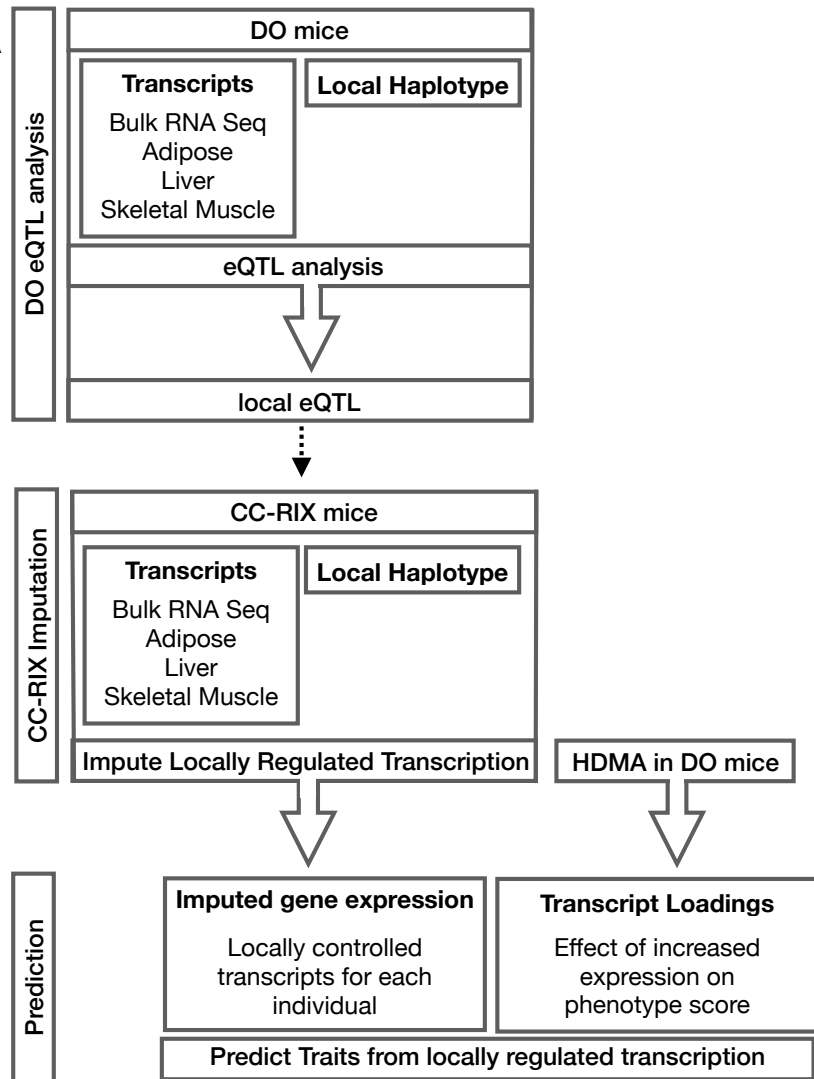 DO eQTL analysis
DO mice
Transcripts
Bulk RNA Seq
Adipose
Liver
Skeletal Muscle
Local Haplotype
eQTL analysis
local eQTL
CC-RIX Imputation
CC-RIX mice
Transcripts
Bulk RNA Seq
Adipose
Liver
Skeletal Muscle
Local Haplotype
Impute Locally Regulated Transcription
HDMA in DO mice
Prediction
Imputed gene expression
Locally controlled
transcripts for each
individual
Transcript Loadings
Effect of increased
expression on
phenotype score
Predict Traits from locally regulated transcription